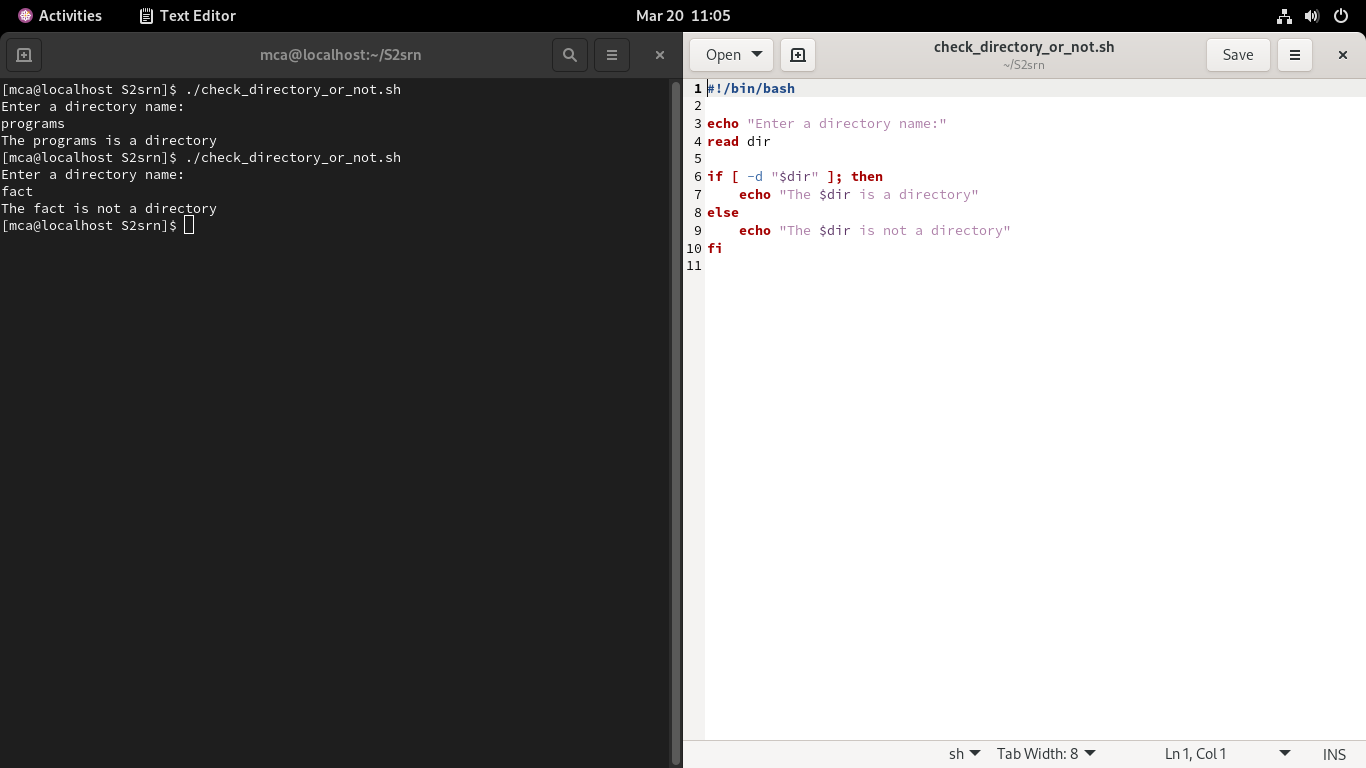 Activities Text Editor Mar 20 11:05
mca@localhost:~/S2srn
[mca@localhost S2srn]$ ./check_directory_or_not.sh
Enter a directory name:
programs
The programs is a directory
[mca@localhost S2srn]$ ./check_directory_or_not.sh
Enter a directory name:
fact
The fact is not a directory
[mca@localhost S2srn]$
Open check_directory_or_not.sh Save
~/S2srn
1 #!/bin/bash
2
3 echo "Enter a directory name:"
4 read dir
5
6 if [ -d "$dir" ]; then
7     echo "The $dir is a directory"
8 else
9     echo "The $dir is not a directory"
10 fi
11
sh Tab Width: 8 Ln 1, Col 1 INS